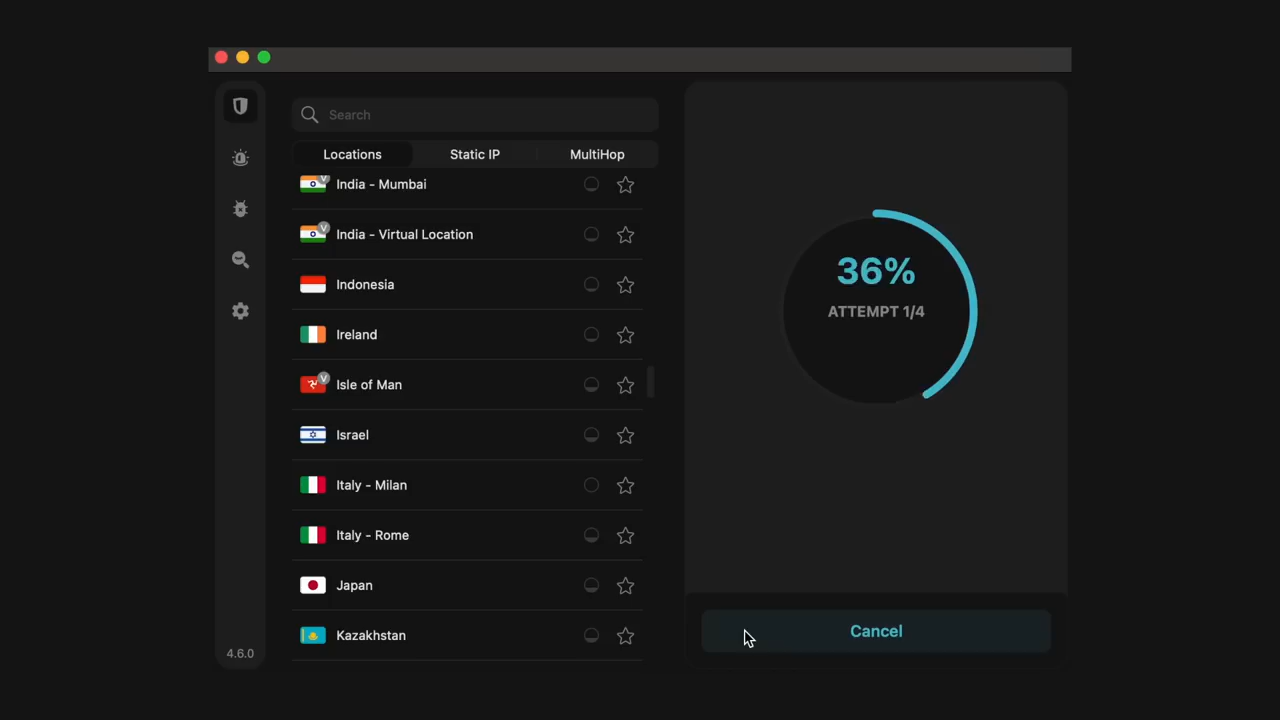 Search
Locations
Static IP
MultiHop
V
India - Mumbai
V
India - Virtual Location
Indonesia
Ireland
V
Isle of Man
Israel
Italy - Milan
Italy - Rome
Japan
Kazakhstan
4.6.0
36%
ATTEMPT 1/4
Cancel